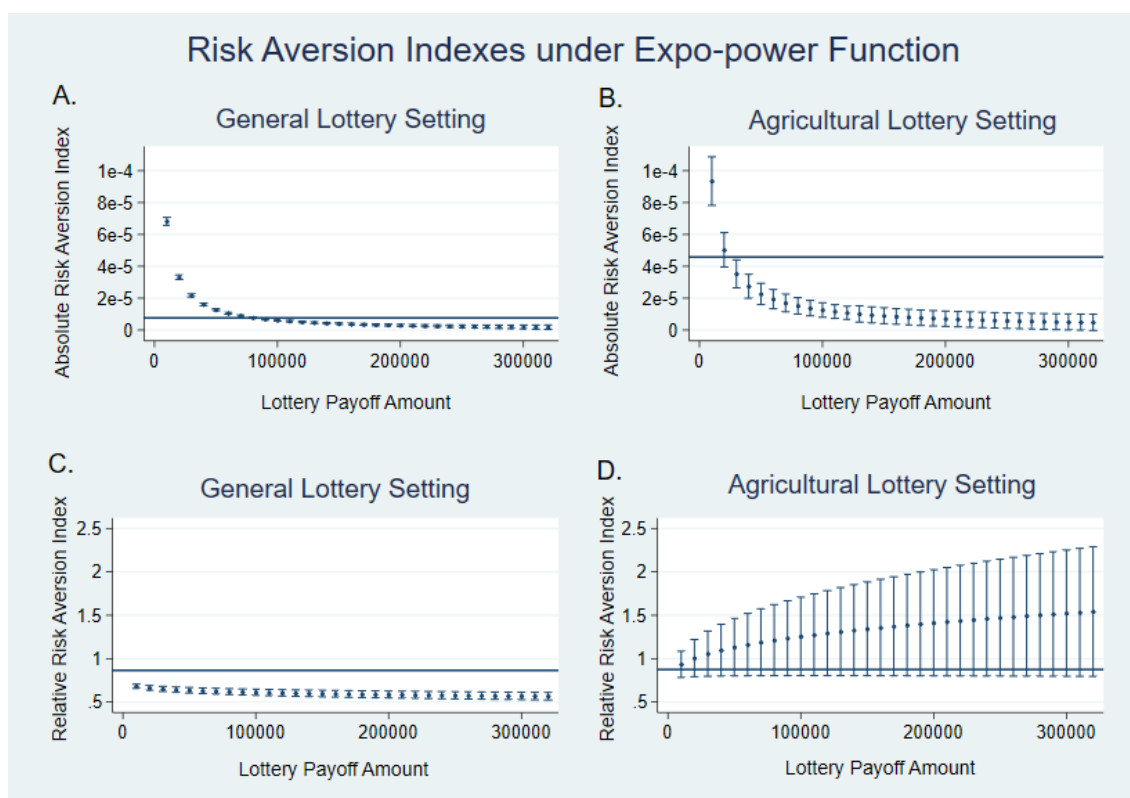 Risk Aversion Indexes under Expo-power Function
A.
General Lottery Setting
Absolute Risk Aversion Index
1e-4
8e-5
6e-5
4e-5
2e-5
0
0 100000 200000 300000
Lottery Payoff Amount
B.
Agricultural Lottery Setting
Absolute Risk Aversion Index
1e-4
8e-5
6e-5
4e-5
2e-5
0
0 100000 200000 300000
Lottery Payoff Amount
C.
General Lottery Setting
Relative Risk Aversion Index
2.5
2
1.5
1
.5
0 100000 200000 300000
Lottery Payoff Amount
D.
Agricultural Lottery Setting
Relative Risk Aversion Index
2.5
2
1.5
1
.5
0 100000 200000 300000
Lottery Payoff Amount